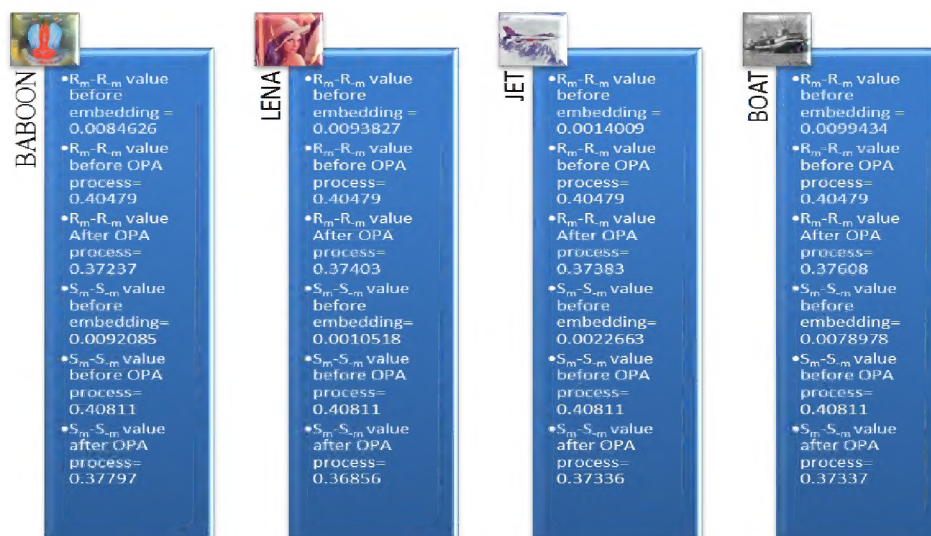 BABOON
•Rm-R-m value
before
embedding =
0.0084626
•Rm-R-m value
before OPA
process=
0.40479
•Rm-R-m value
After OPA
process=
0.37237
•Sm-S-m value
before
embedding=
0.0092085
•Sm-S-m value
before OPA
process=
0.40811
•Sm-S-m value
after OPA
process=
0.37797
LENA
•Rm-R-m value
before
embedding =
0.0093827
•Rm-R-m value
before OPA
process=
0.40479
•Rm-R-m value
After OPA
process=
0.37403
•Sm-S-m value
before
embedding=
0.0010518
•Sm-S-m value
before OPA
process=
0.40811
•Sm-S-m value
after OPA
process=
0.36856
JET
•Rm-R-m value
before
embedding =
0.0014009
•Rm-R-m value
before OPA
process=
0.40479
•Rm-R-m value
After OPA
process=
0.37383
•Sm-S-m value
before
embedding=
0.0022663
•Sm-S-m value
before OPA
process=
0.40811
•Sm-S-m value
after OPA
process=
0.37336
BOAT
•Rm-R-m value
before
embedding =
0.0099434
•Rm-R-m value
before OPA
process=
0.40479
•Rm-R-m value
After OPA
process=
0.37608
•Sm-S-m value
before
embedding=
0.0078978
•Sm-S-m value
before OPA
process=
0.40811
•Sm-S-m value
after OPA
process=
0.37337